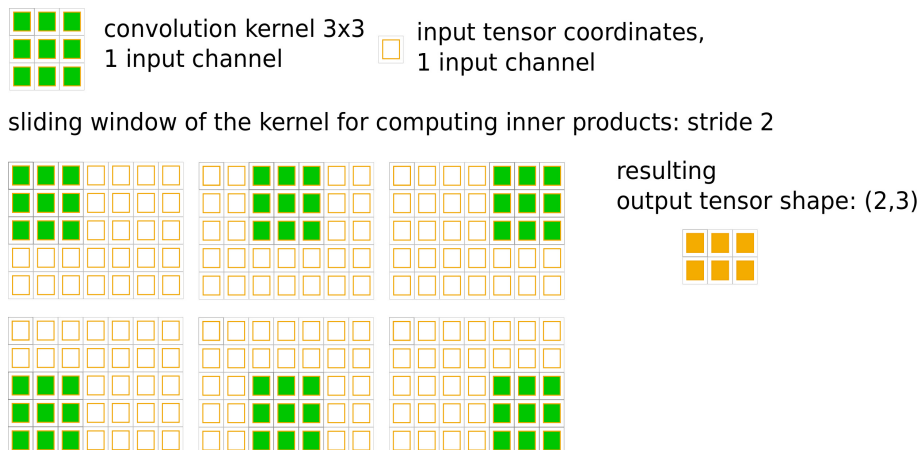 convolution kernel 3x3
1 input channel
input tensor coordinates,
1 input channel
sliding window of the kernel for computing inner products: stride 2
resulting
output tensor shape: (2,3)